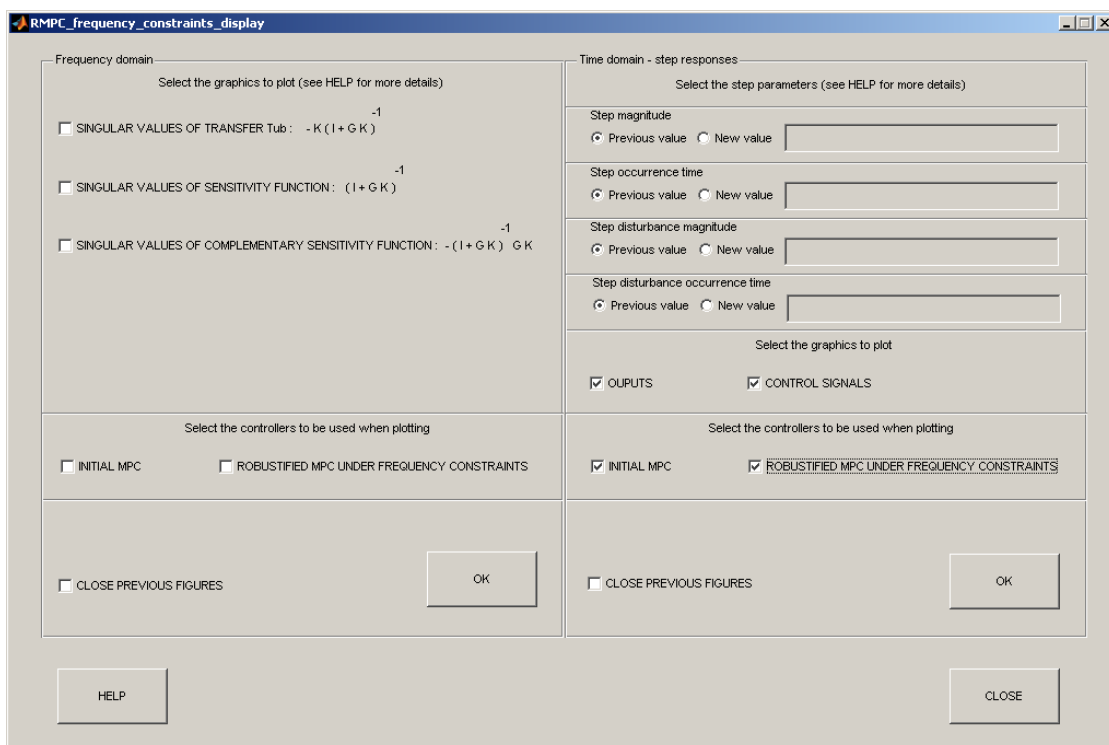 RMPC_frequency_constraints_display
Frequency domain
Select the graphics to plot (see HELP for more details)
SINGULAR VALUES OF TRANSFER Tub : - K ( I + G K )^-1
SINGULAR VALUES OF SENSITIVITY FUNCTION : ( I + G K )^-1
SINGULAR VALUES OF COMPLEMENTARY SENSITIVITY FUNCTION : - ( I + G K )^-1 G K
Select the controllers to be used when plotting
INITIAL MPC ROBUSTIFIED MPC UNDER FREQUENCY CONSTRAINTS
CLOSE PREVIOUS FIGURES
OK
Time domain - step responses
Select the step parameters (see HELP for more details)
Step magnitude
Previous value New value
Step occurrence time
Previous value New value
Step disturbance magnitude
Previous value New value
Step disturbance occurrence time
Previous value New value
Select the graphics to plot
OUPUTS CONTROL SIGNALS
Select the controllers to be used when plotting
INITIAL MPC ROBUSTIFIED MPC UNDER FREQUENCY CONSTRAINTS
CLOSE PREVIOUS FIGURES
OK
HELP
CLOSE